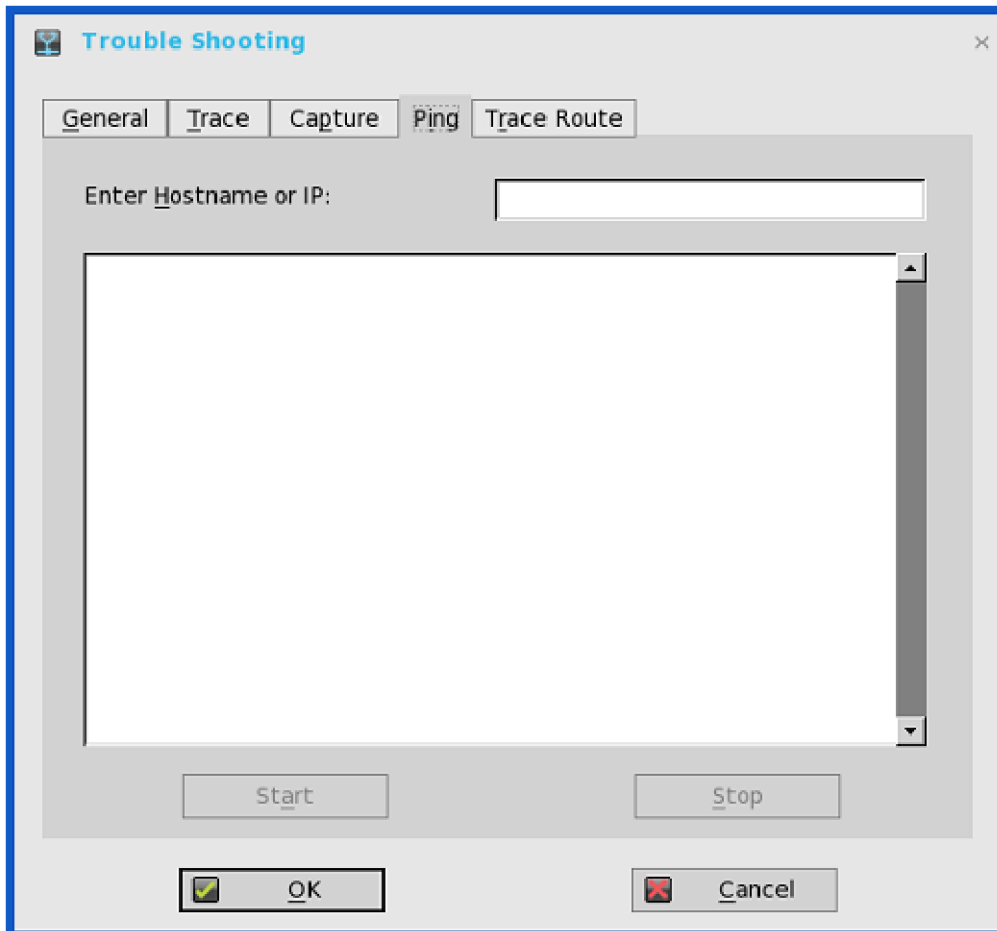 Trouble Shooting
General Trace Capture Ping Trace Route
Enter Hostname or IP:
Start Stop
OK Cancel